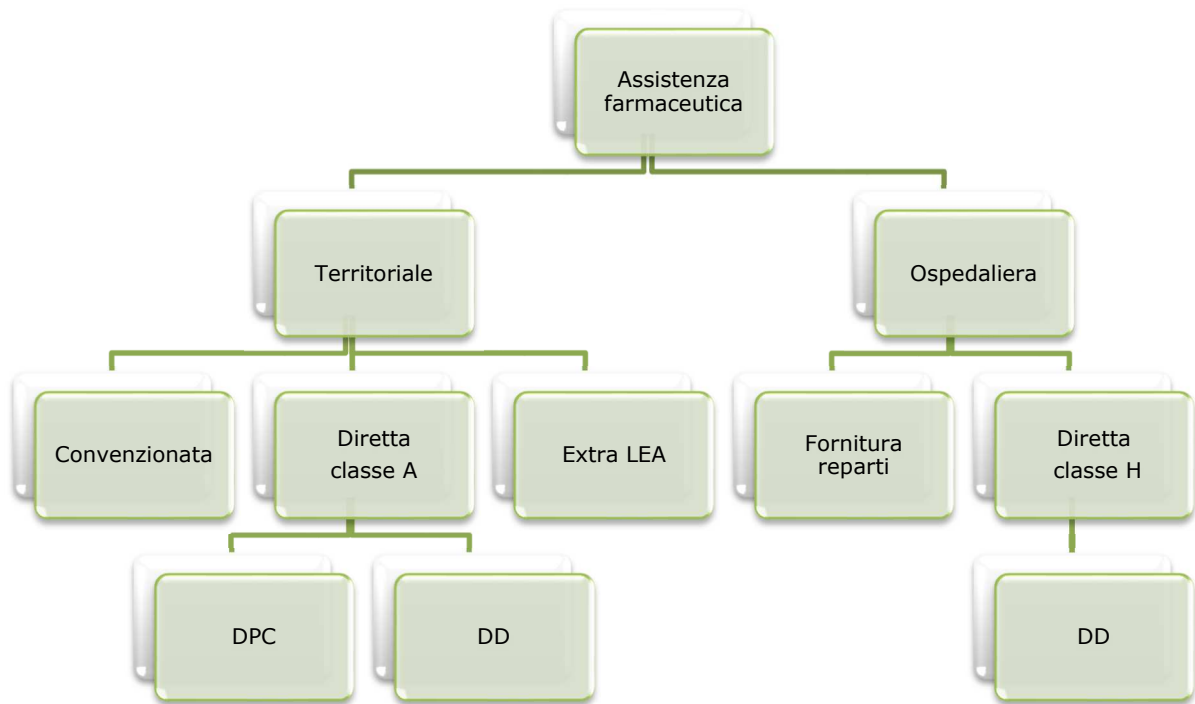 Assistenza
farmaceutica
Territoriale
Ospedaliera
Convenzionata
Diretta
classe A
Extra LEA
Fornitura
reparti
Diretta
classe H
DPC
DD
DD